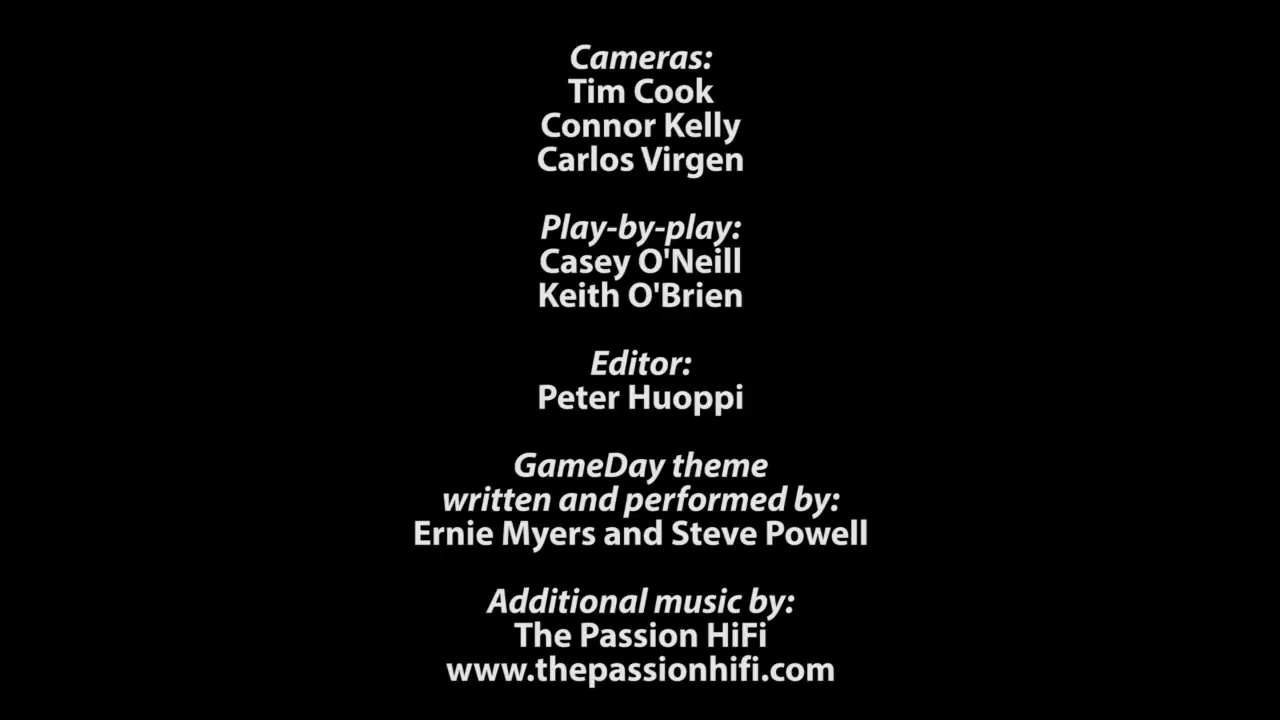 Cameras:
Tim Cook
Connor Kelly
Carlos Virgen
Play-by-play:
Casey O'Neill
Keith O'Brien
Editor:
Peter Huoppi
GameDay theme
written and performed by:
Ernie Myers and Steve Powell
Additional music by:
The Passion HiFi
www.thepassionhifi.com